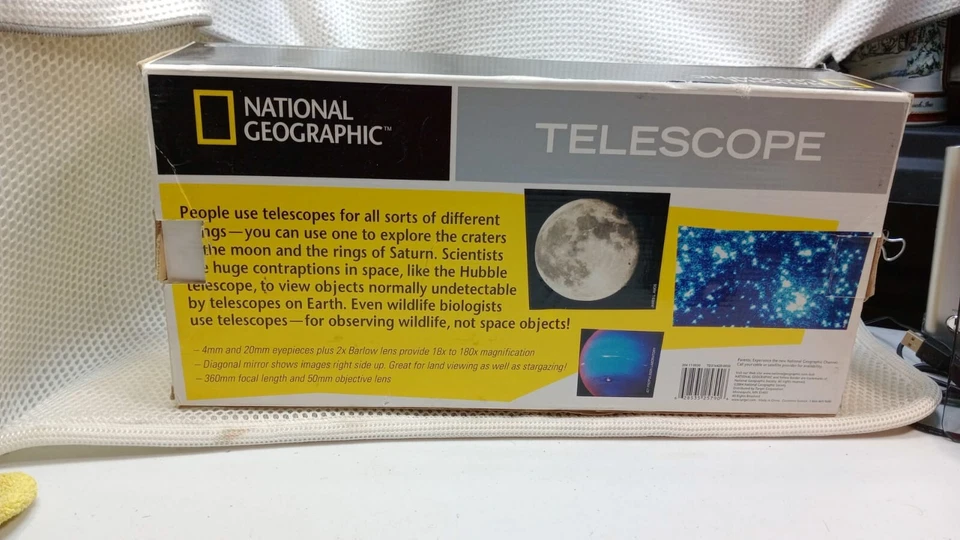 NATIONAL
GEOGRAPHIC™
TELESCOPE
People use telescopes for all sorts of different
ngs—you can use one to explore the craters
the moon and the rings of Saturn. Scientists
e huge contraptions in space, like the Hubble
telescope, to view objects normally undetectable
by telescopes on Earth. Even wildlife biologists
use telescopes—for observing wildlife, not space objects!
– 4mm and 20mm eyepieces plus 2x Barlow lens provide 18x to 180x magnification
– Diagonal mirror shows images right side up. Great for land viewing as well as stargazing!
– 360mm focal length and 50mm objective lens